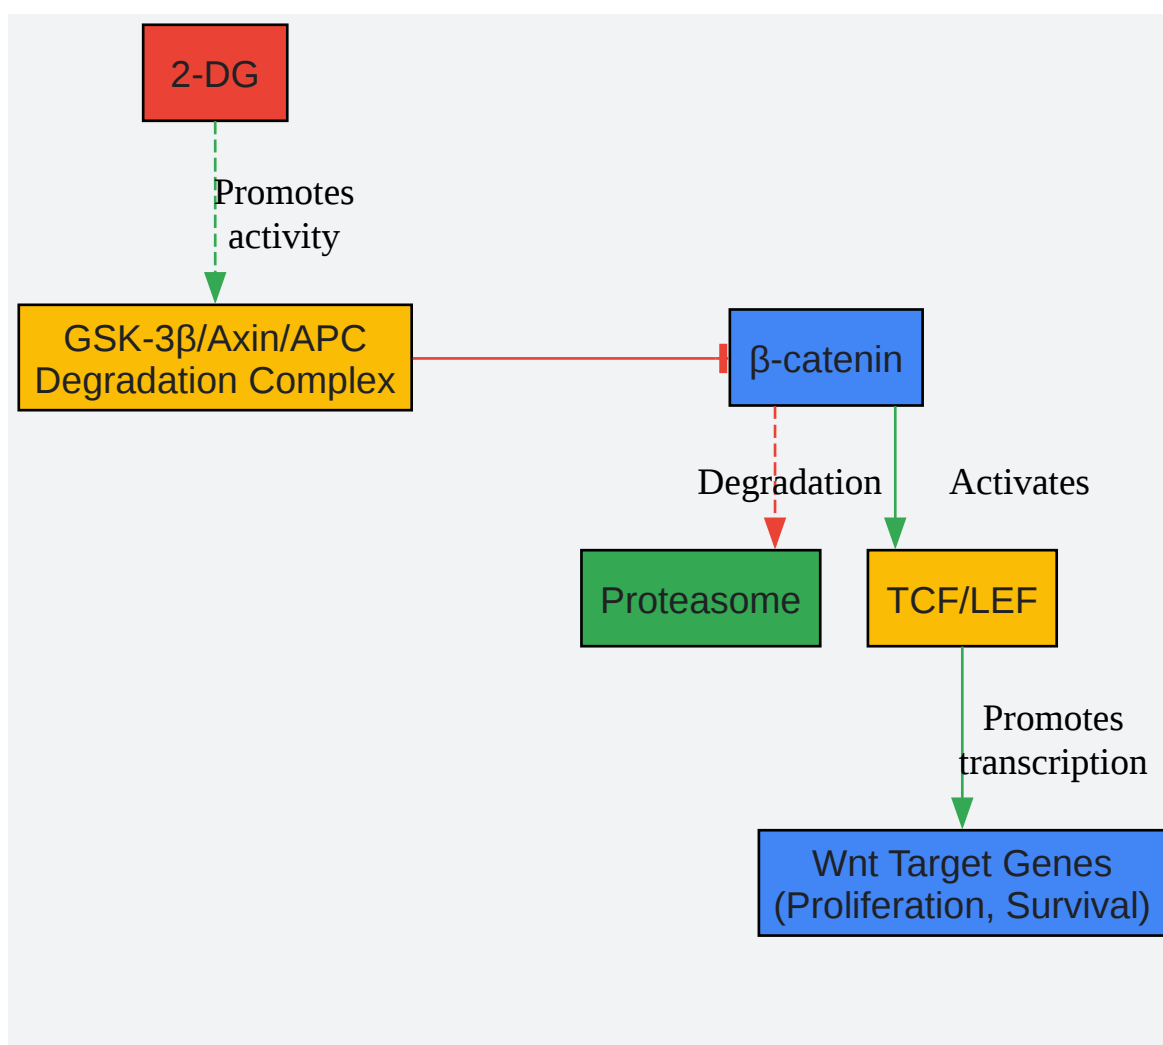 2-DG
Promotes
activity
GSK-3β/Axin/APC
Degradation Complex
β-catenin
Degradation
Activates
Proteasome
TCF/LEF
Promotes
transcription
Wnt Target Genes
(Proliferation, Survival)